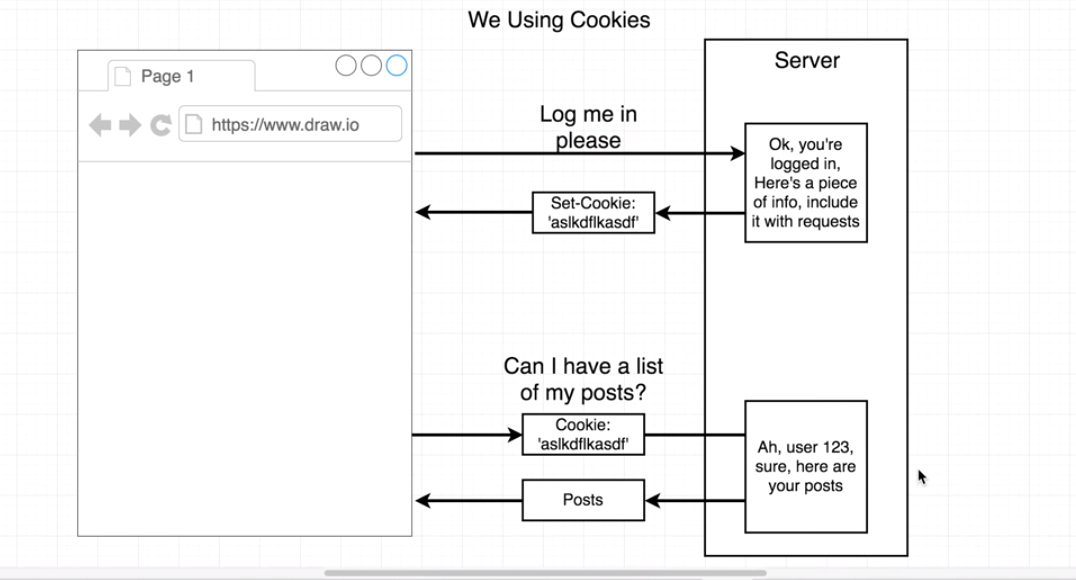 We Using Cookies
Page 1
https://www.draw.io
Server
Log me in
please
Ok, you're
logged in,
Here's a piece
of info, include
it with requests
Set-Cookie:
'aslkdflkasdf'
Can I have a list
of my posts?
Cookie:
'aslkdflkasdf'
Ah, user 123,
sure, here are
your posts
Posts